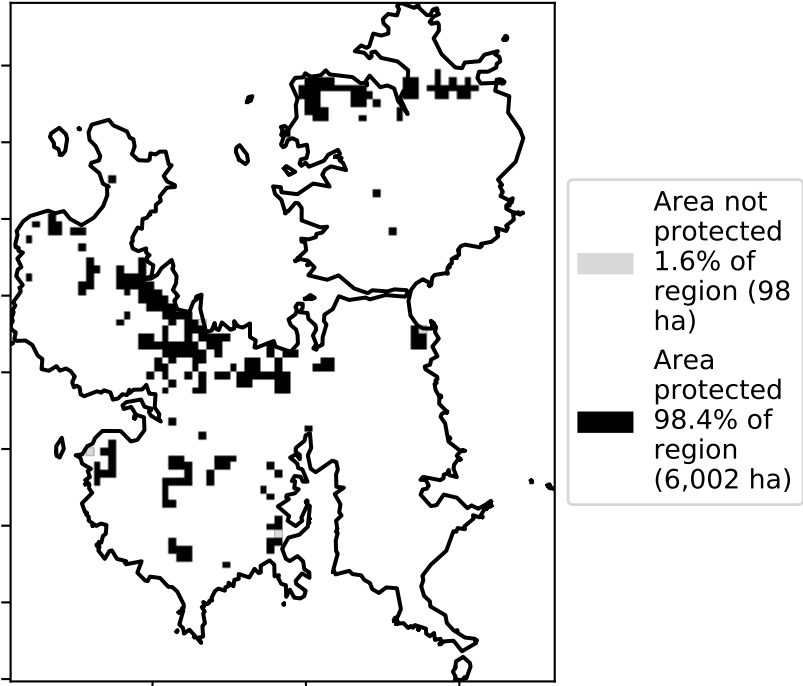 Area not
protected
1.6% of
region (98
ha)
Area
protected
98.4% of
region
(6,002 ha)